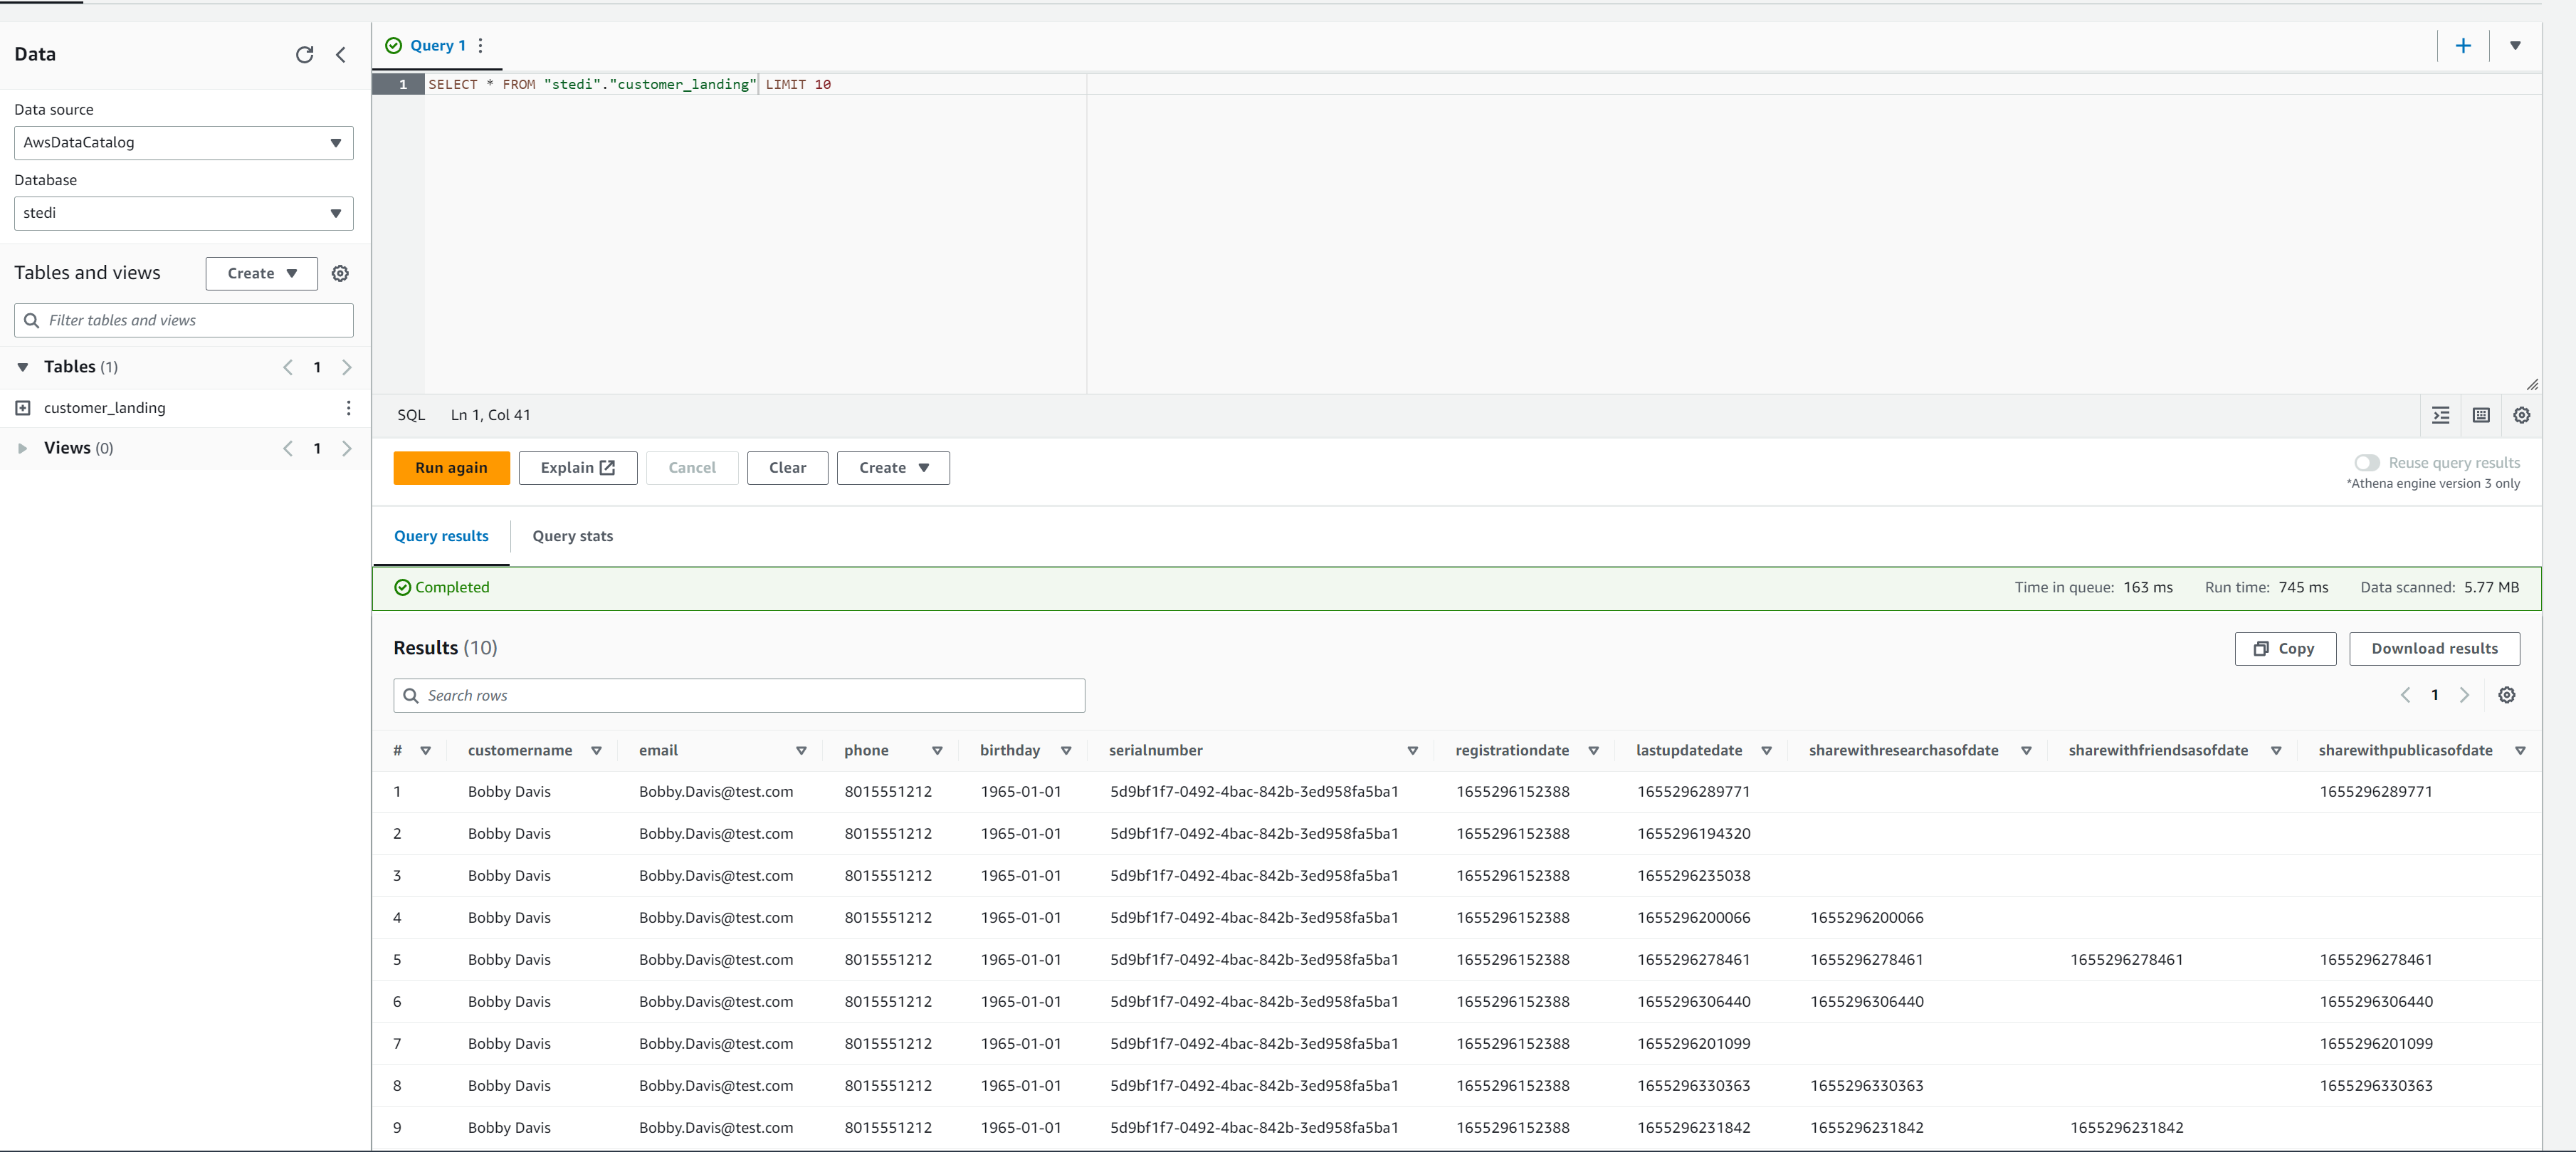 Data
Data source
AwsDataCatalog
Database
stedi
Tables and views
Create
Filter tables and views
Tables (1)
1
customer_landing
Views (0)
1
Query 1
1 SELECT * FROM "stedi"."customer_landing" LIMIT 10
SQL Ln 1, Col 41
Run again Explain Cancel Clear Create
Reuse query results
*Athena engine version 3 only
Query results Query stats
Completed Time in queue: 163 ms Run time: 745 ms Data scanned: 5.77 MB
Results (10) Copy Download results
Search rows 1
# customername email phone birthday serialnumber registrationdate lastupdatedate sharewithresearchasofdate sharewithfriendsasofdate sharewithpublicasofdate
1 Bobby Davis Bobby.Davis@test.com 8015551212 1965-01-01 5d9bf1f7-0492-4bac-842b-3ed958fa5ba1 1655296152388 1655296289771 1655296289771
2 Bobby Davis Bobby.Davis@test.com 8015551212 1965-01-01 5d9bf1f7-0492-4bac-842b-3ed958fa5ba1 1655296152388 1655296194320
3 Bobby Davis Bobby.Davis@test.com 8015551212 1965-01-01 5d9bf1f7-0492-4bac-842b-3ed958fa5ba1 1655296152388 1655296235038
4 Bobby Davis Bobby.Davis@test.com 8015551212 1965-01-01 5d9bf1f7-0492-4bac-842b-3ed958fa5ba1 1655296152388 1655296200066 1655296200066
5 Bobby Davis Bobby.Davis@test.com 8015551212 1965-01-01 5d9bf1f7-0492-4bac-842b-3ed958fa5ba1 1655296152388 1655296278461 1655296278461 1655296278461 1655296278461
6 Bobby Davis Bobby.Davis@test.com 8015551212 1965-01-01 5d9bf1f7-0492-4bac-842b-3ed958fa5ba1 1655296152388 1655296306440 1655296306440 1655296306440
7 Bobby Davis Bobby.Davis@test.com 8015551212 1965-01-01 5d9bf1f7-0492-4bac-842b-3ed958fa5ba1 1655296152388 1655296201099 1655296201099
8 Bobby Davis Bobby.Davis@test.com 8015551212 1965-01-01 5d9bf1f7-0492-4bac-842b-3ed958fa5ba1 1655296152388 1655296330363 1655296330363 1655296330363
9 Bobby Davis Bobby.Davis@test.com 8015551212 1965-01-01 5d9bf1f7-0492-4bac-842b-3ed958fa5ba1 1655296152388 1655296231842 1655296231842 1655296231842